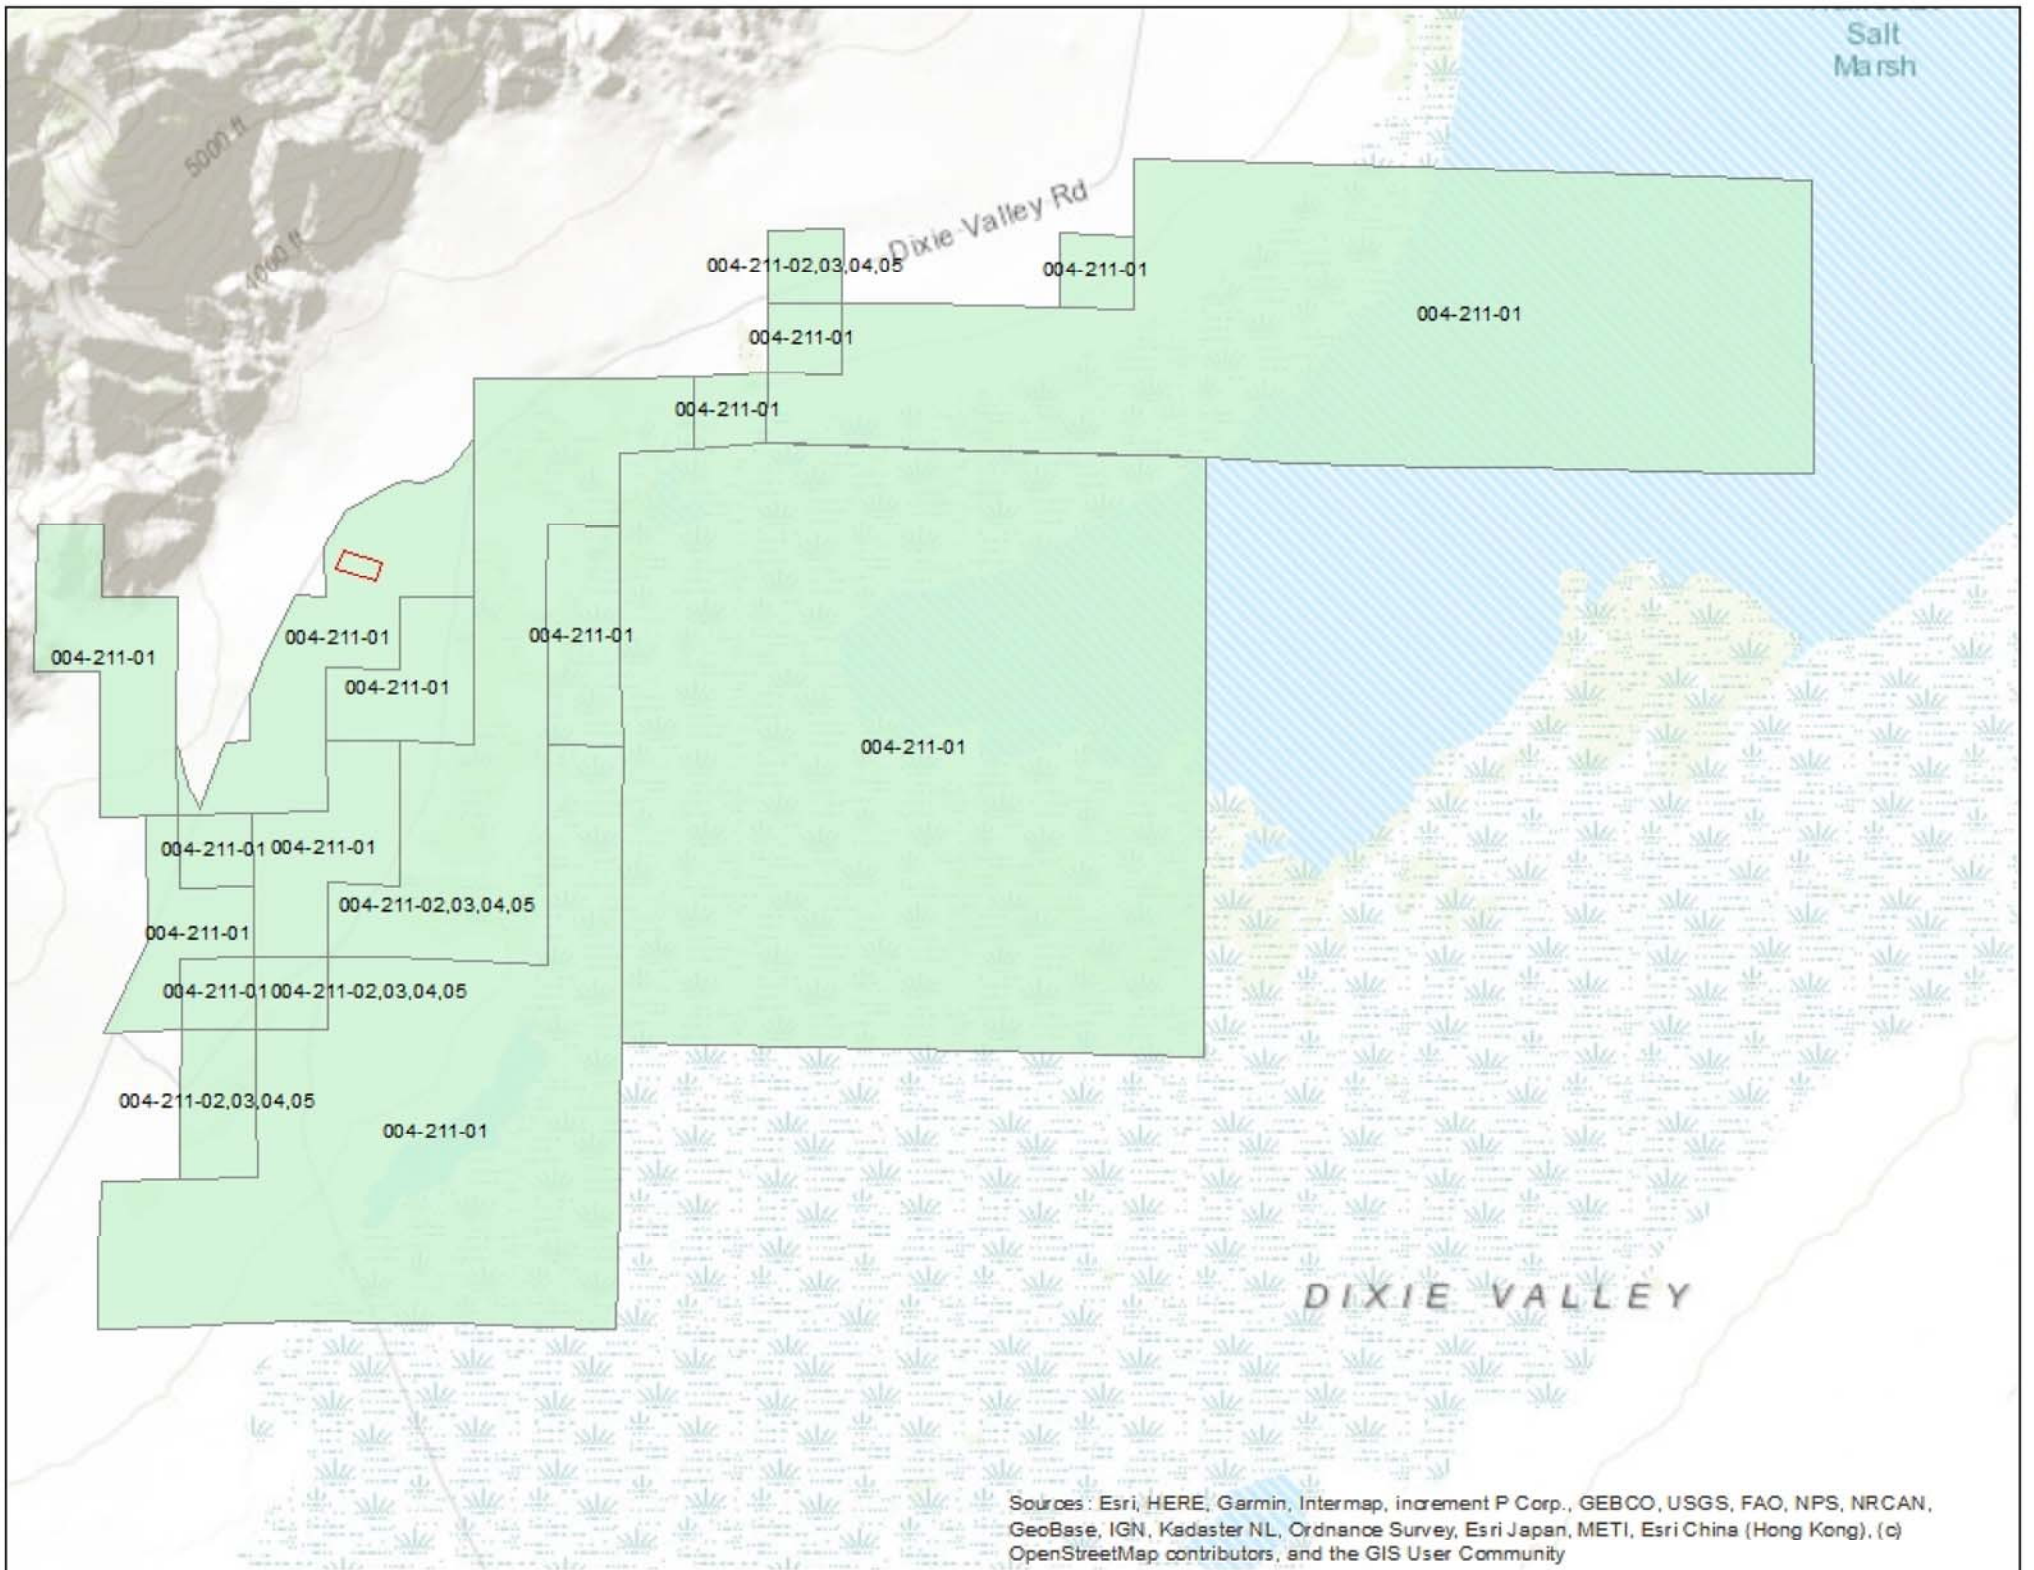 Salt
Marsh
5000 ft
4000 ft
Dixie Valley Rd
004-211-02,03,04,05
004-211-01
004-211-01
004-211-01
004-211-01
004-211-01
004-211-01
004-211-01
004-211-01
004-211-01
004-211-01
004-211-01
004-211-01
004-211-02,03,04,05
004-211-01
004-211-01
004-211-02,03,04,05
004-211-02,03,04,05
004-211-01
DIXIE VALLEY
Sources: Esri, HERE, Garmin, Intermap, increment P Corp., GEBCO, USGS, FAO, NPS, NRCAN,
GeoBase, IGN, Kadaster NL, Ordnance Survey, Esri Japan, METI, Esri China (Hong Kong), (c)
OpenStreetMap contributors, and the GIS User Community